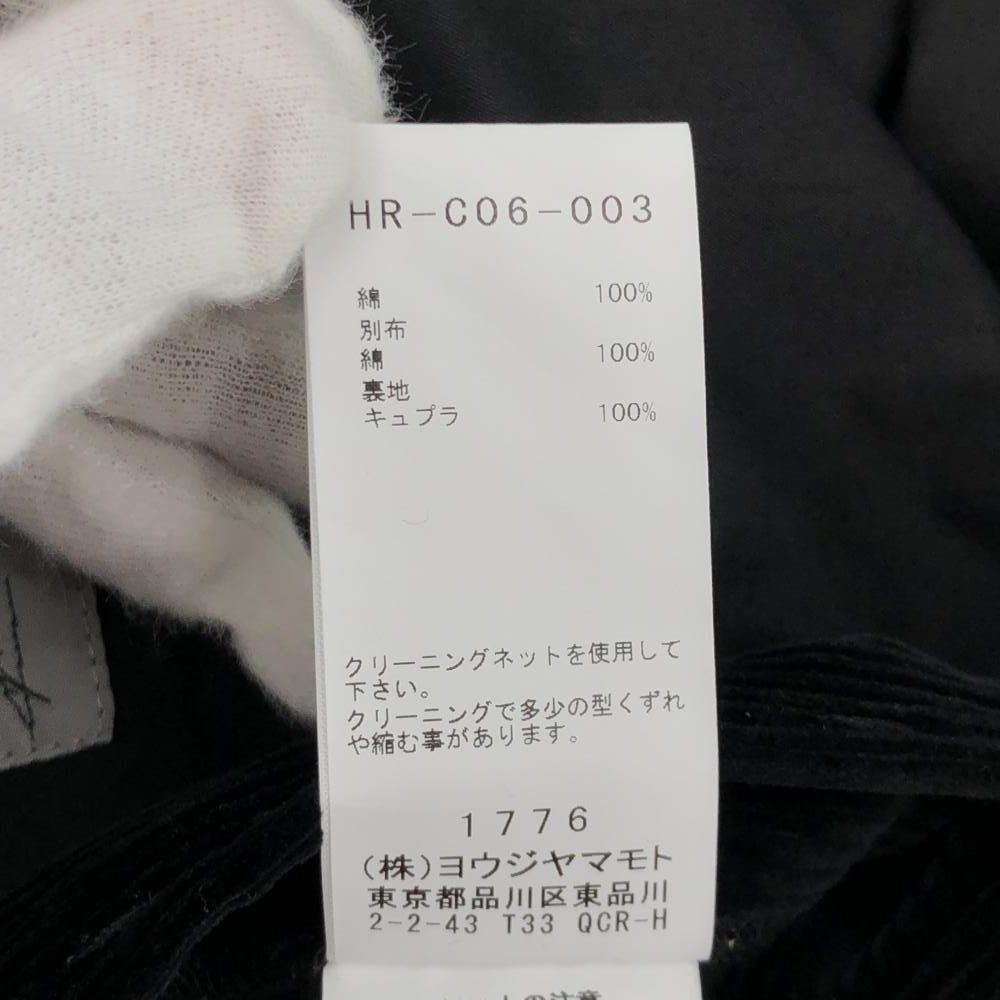 HR-C06-003
綿 100%
別布
綿 100%
裏地
キュプラ 100%
クリーニングネットを使用して
下さい。
クリーニングで多少の型くずれ
や縮む事があります。
1776
(株)ヨウジヤマモト
東京都品川区東品川
2-2-43 T33 QCR-H
の注意